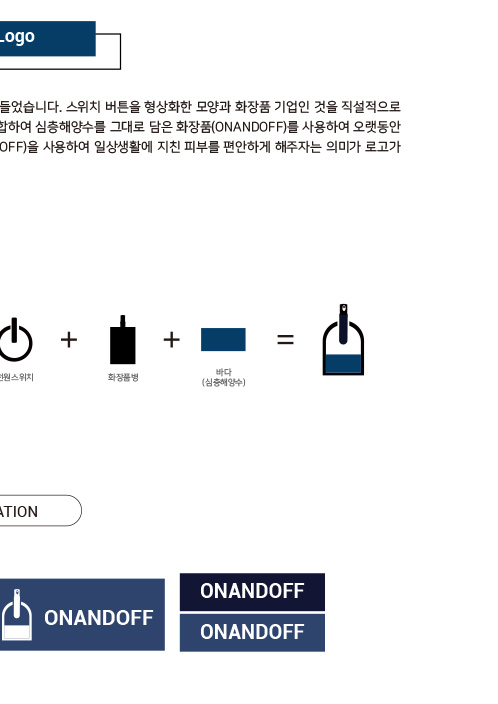 Logo
들었습니다. 스위치 버튼을 형상화한 모양과 화장품 기업인 것을 직설적으로
합하여 심층해양수를 그대로 담은 화장품(ONANDOFF)를 사용하여 오랫동안
OFF)을 사용하여 일상생활에 지친 피부를 편안하게 해주자는 의미가 로고가
+ + =
전원스위치 화장품병 바다
(심층해양수)
ATION
ONANDOFF
ONANDOFF
ONANDOFF